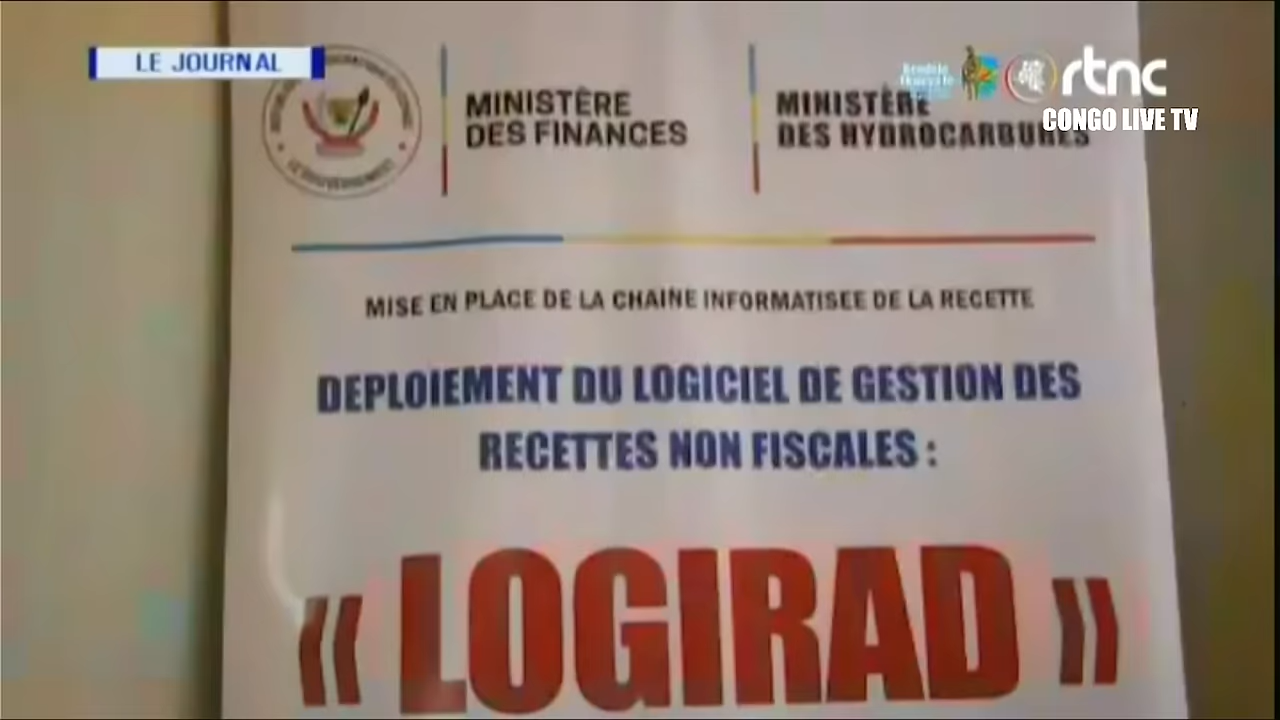 LE JOURNAL
rtnc
CONGO LIVE TV
MINISTÈRE
DES FINANCES
MINISTÈRE
DES HYDROCARBURES
MISE EN PLACE DE LA CHAINE INFORMATISEE DE LA RECETTE
DEPLOIEMENT DU LOGICIEL DE GESTION DES
RECETTES NON FISCALES :
« LOGIRAD »